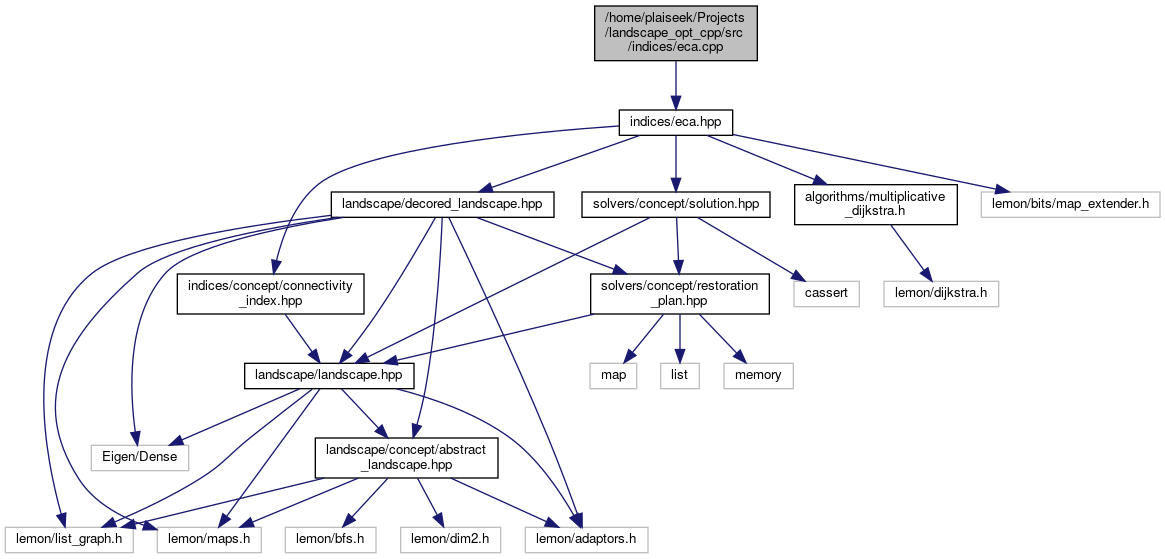 /home/plaiseek/Projects
/landscape_opt_cpp/src
/indices/eca.cpp
indices/eca.hpp
landscape/decored_landscape.hpp
solvers/concept/solution.hpp
algorithms/multiplicative
_dijkstra.h
lemon/bits/map_extender.h
indices/concept/connectivity
_index.hpp
solvers/concept/restoration
_plan.hpp
cassert
lemon/dijkstra.h
landscape/landscape.hpp
map
list
memory
Eigen/Dense
landscape/concept/abstract
_landscape.hpp
lemon/list_graph.h
lemon/maps.h
lemon/bfs.h
lemon/dim2.h
lemon/adaptors.h